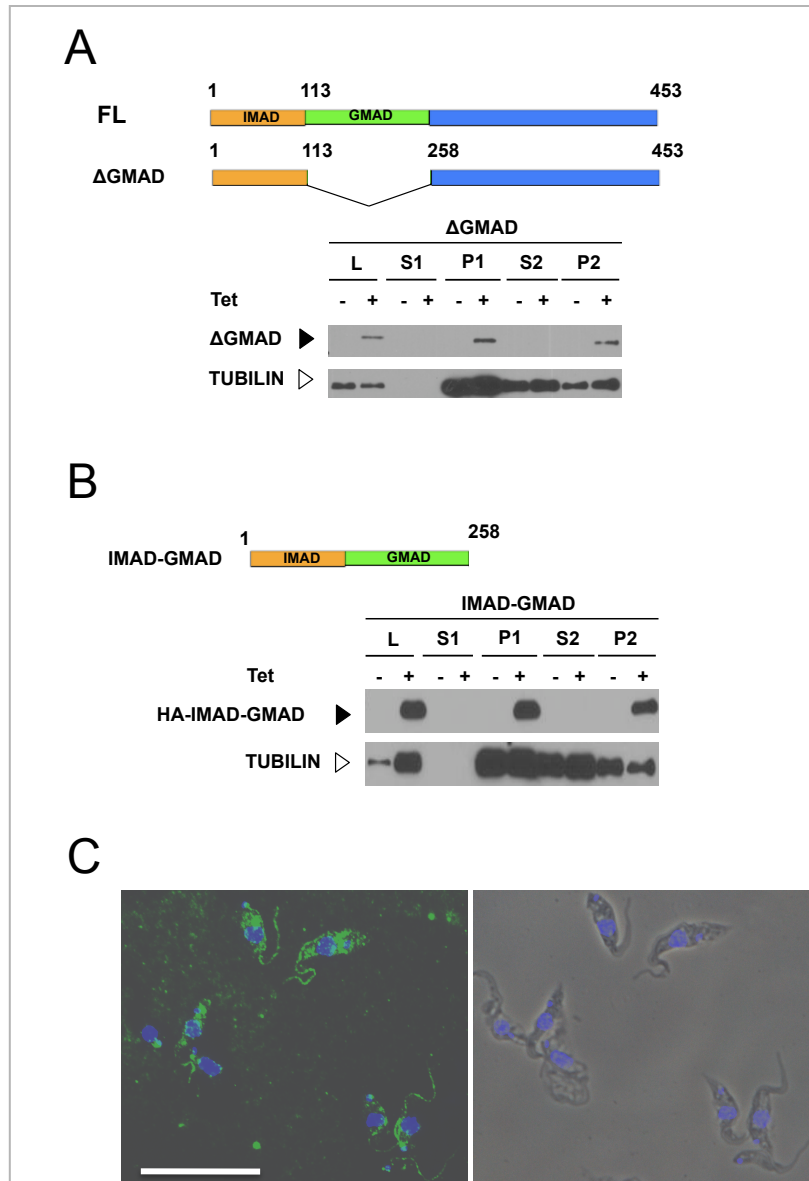 A
1 113 453
FL IMAD GMAD
1 113 258 453
ΔGMAD
ΔGMAD
L S1 P1 S2 P2
Tet - + - + - + - + - +
ΔGMAD
TUBILIN
B
1 258
IMAD-GMAD IMAD GMAD
IMAD-GMAD
L S1 P1 S2 P2
Tet - + - + - + - + - +
HA-IMAD-GMAD
TUBILIN
C